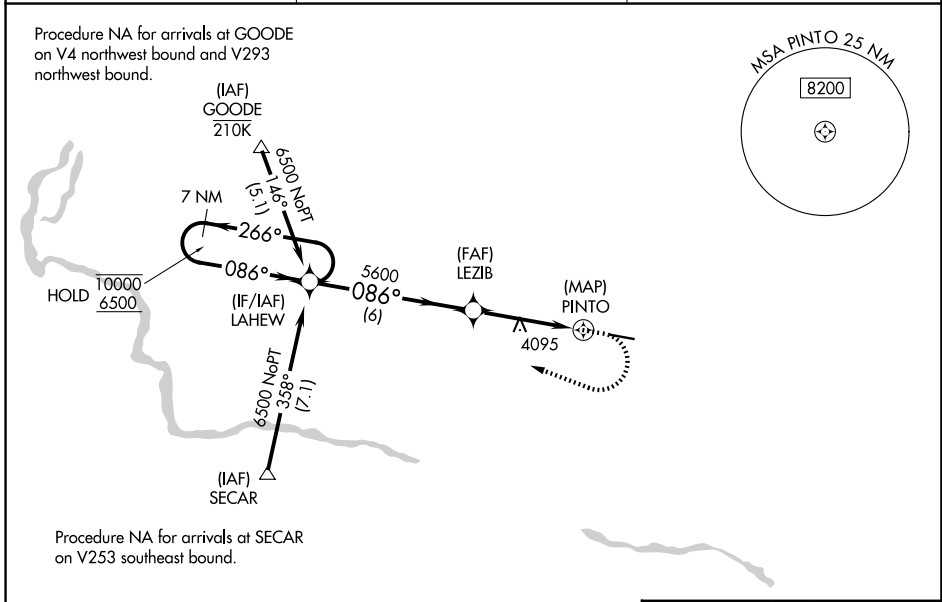 Procedure NA for arrivals at GOODE
on V4 northwest bound and V293
northwest bound.
MSA PINTO 25 NM
8200
(IAF)
GOODE
210K
6500 NoPT
146°
(5.1)
7 NM
266°
086°
HOLD
10000
6500
(IF/IAF)
LAHEW
5600
086°
(6)
(FAF)
LEZIB
(MAP)
PINTO
4095
6500 NoPT
358°
(7.1)
(IAF)
SECAR
Procedure NA for arrivals at SECAR
on V253 southeast bound.